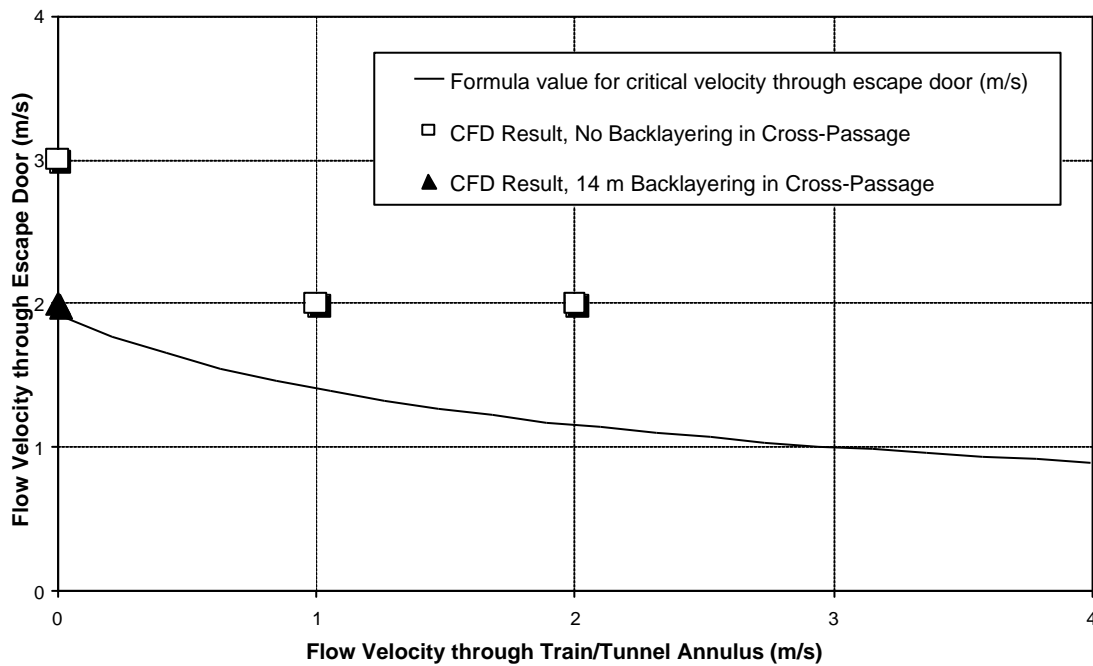 4
3
2
1
0
Flow Velocity through Escape Door (m/s)
Formula value for critical velocity through escape door (m/s)
CFD Result, No Backlayering in Cross-Passage
CFD Result, 14 m Backlayering in Cross-Passage
0 1 2 3 4
Flow Velocity through Train/Tunnel Annulus (m/s)